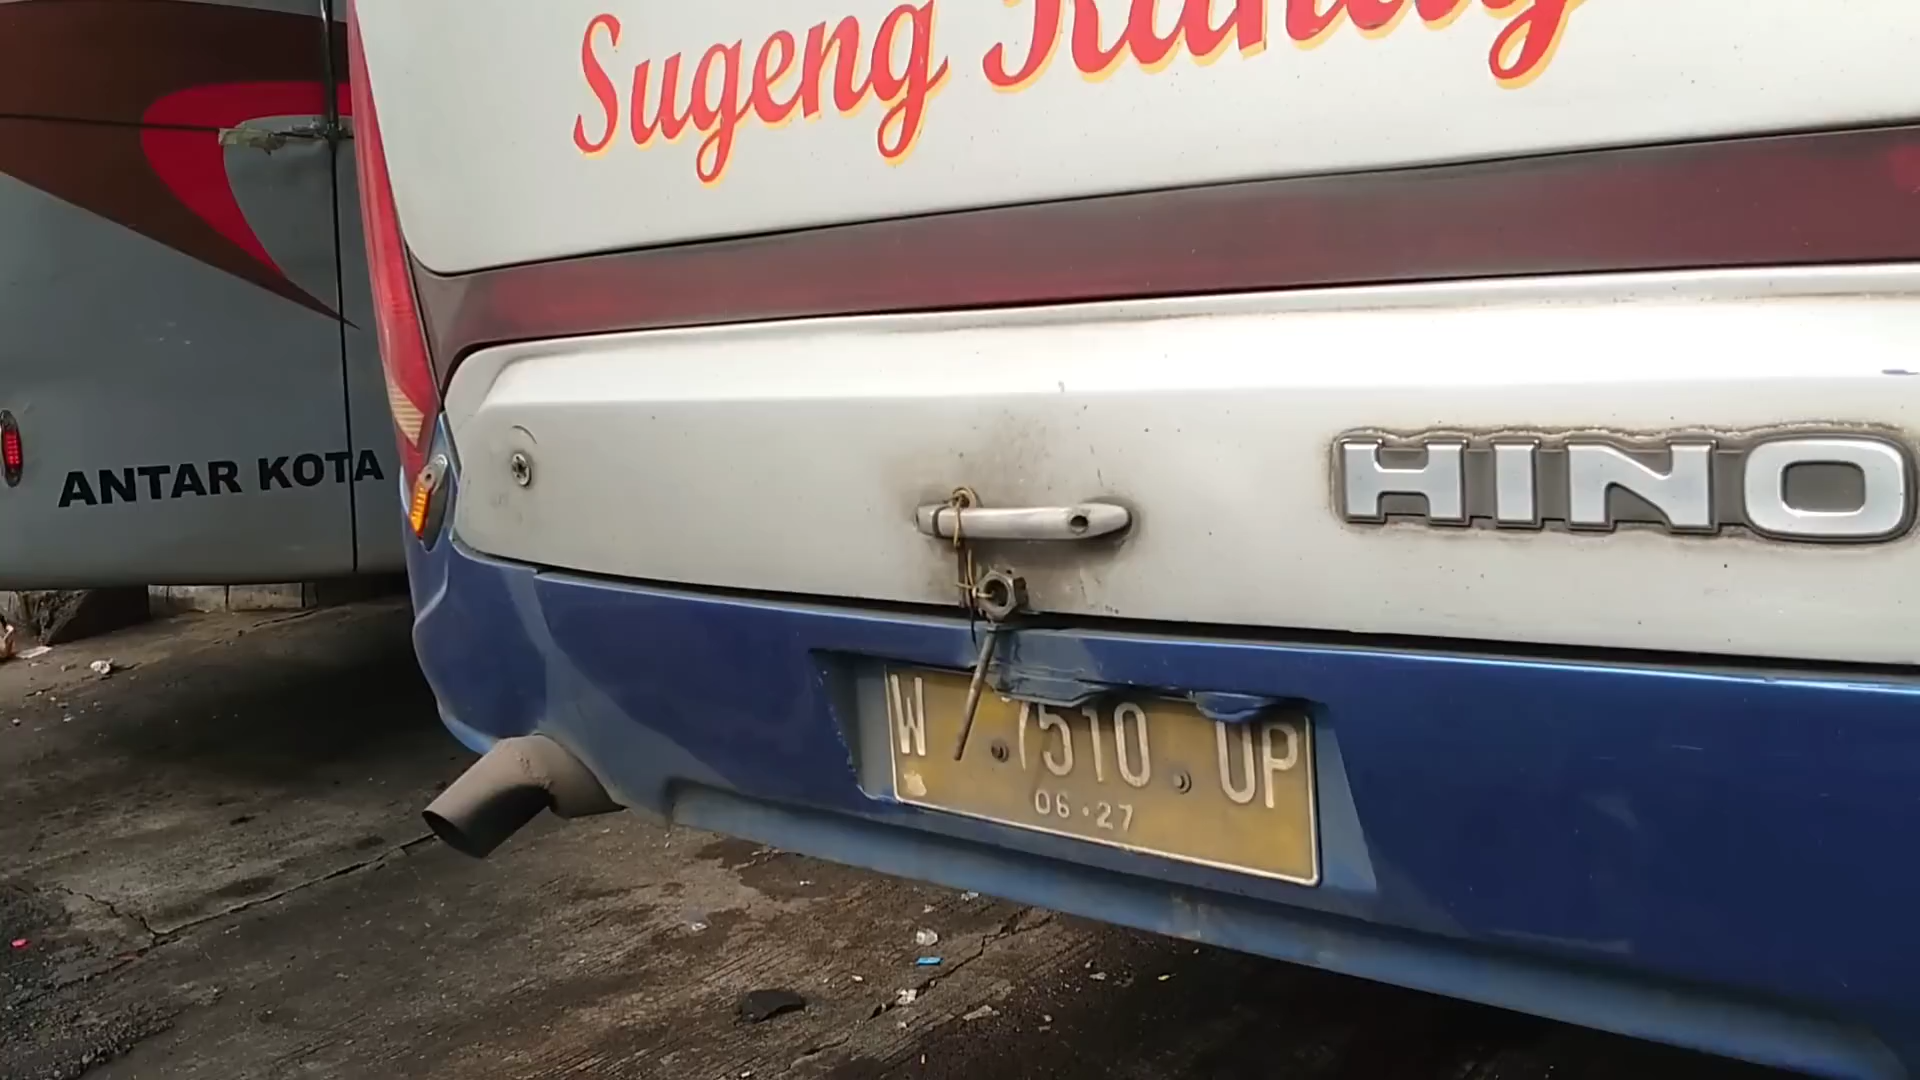 Sugeng
ANTAR KOTA
HINO
W 7510 UP
06·27